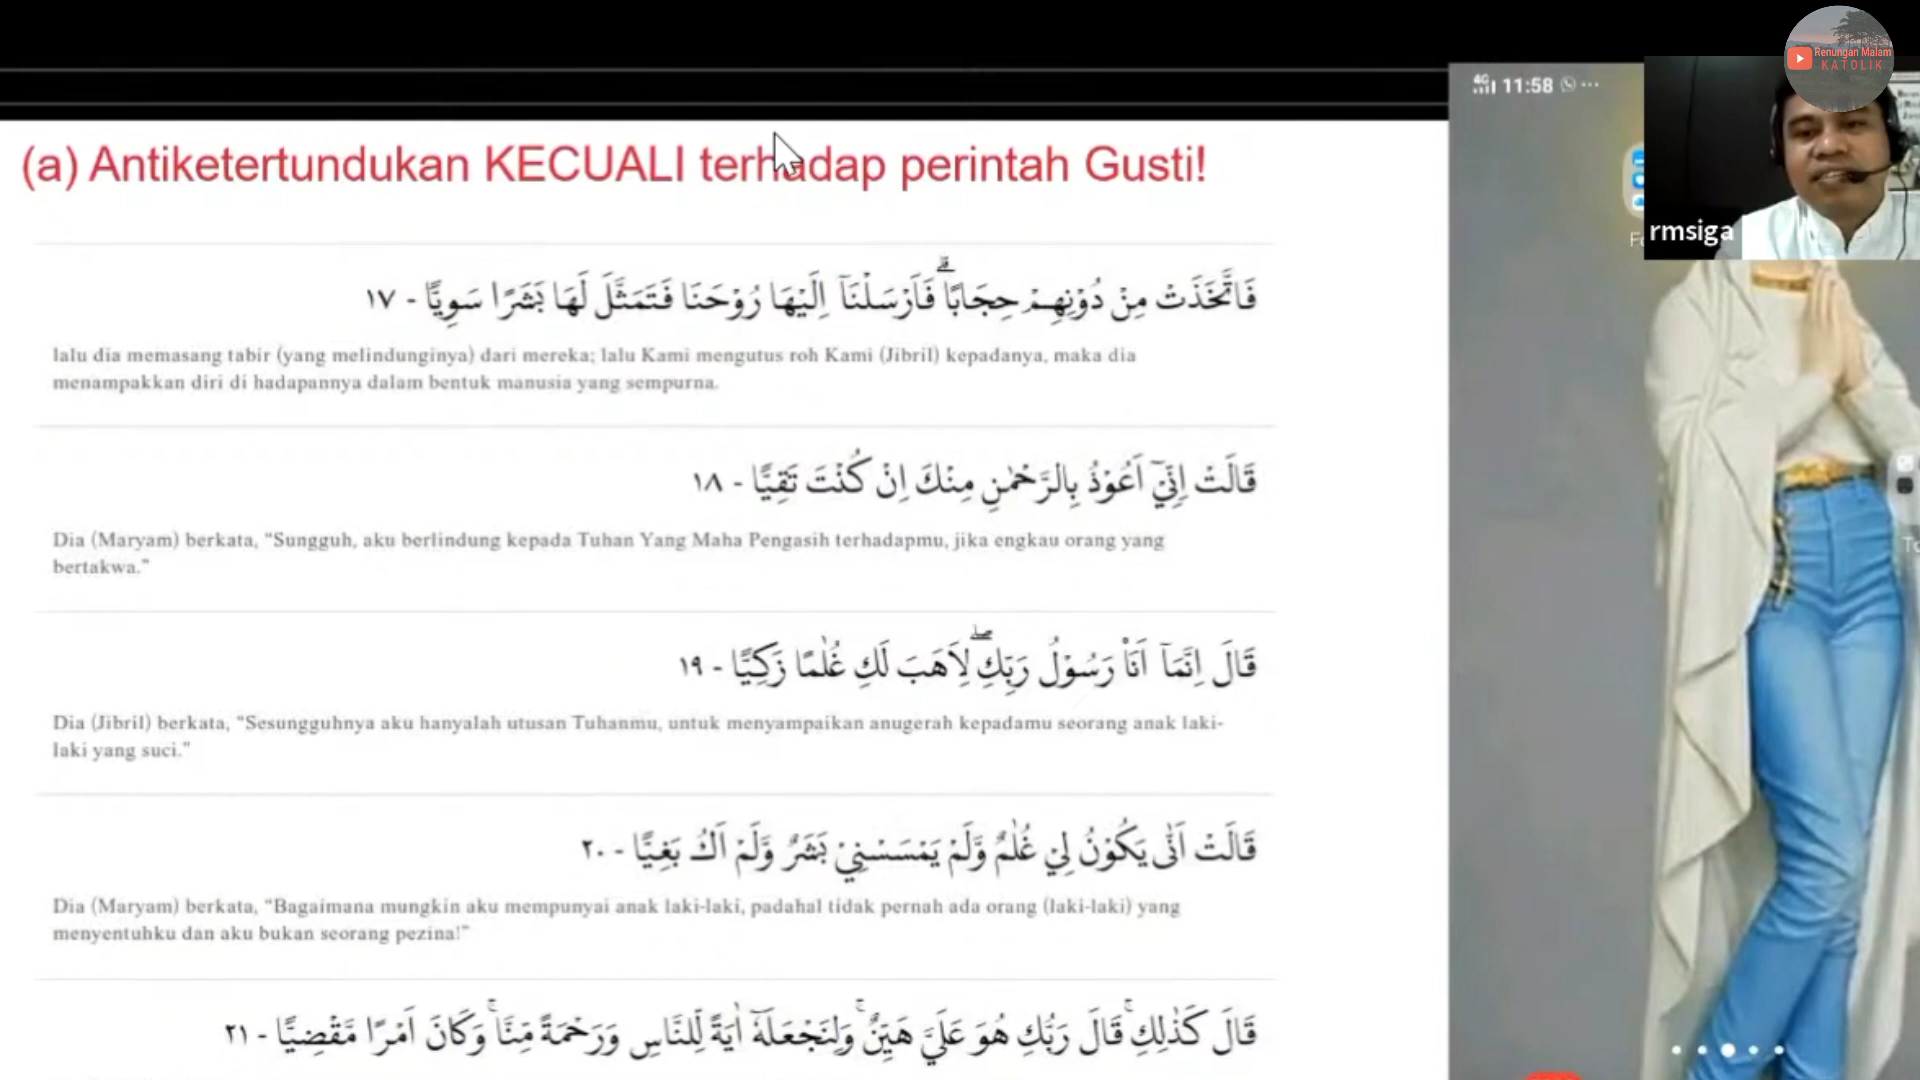 Renungan Malam
KATOLIK
4G 11:58
rmsiga
(a) Antiketertundukan KECUALI terhadap perintah Gusti!
فَاتَّخَذَتْ مِنْ دُوْنِهِمْ حِجَابًاۗ فَاَرْسَلْنَآ اِلَيْهَا رُوْحَنَا فَتَمَثَّلَ لَهَا بَشَرًا سَوِيًّا - ١٧
lalu dia memasang tabir (yang melindunginya) dari mereka; lalu Kami mengutus roh Kami (Jibril) kepadanya, maka dia
menampakkan diri di hadapannya dalam bentuk manusia yang sempurna.
قَالَتْ اِنِّيْٓ اَعُوْذُ بِالرَّحْمٰنِ مِنْكَ اِنْ كُنْتَ تَقِيًّا - ١٨
Dia (Maryam) berkata, “Sungguh, aku berlindung kepada Tuhan Yang Maha Pengasih terhadapmu, jika engkau orang yang
bertakwa.”
قَالَ اِنَّمَآ اَنَا۠ رَسُوْلُ رَبِّكِۖ لِاَهَبَ لَكِ غُلٰمًا زَكِيًّا - ١٩
Dia (Jibril) berkata, “Sesungguhnya aku hanyalah utusan Tuhanmu, untuk menyampaikan anugerah kepadamu seorang anak laki-
laki yang suci.”
قَالَتْ اَنّٰى يَكُوْنُ لِيْ غُلٰمٌ وَّلَمْ يَمْسَسْنِيْ بَشَرٌ وَّلَمْ اَكُ بَغِيًّا - ٢٠
Dia (Maryam) berkata, “Bagaimana mungkin aku mempunyai anak laki-laki, padahal tidak pernah ada orang (laki-laki) yang
menyentuhku dan aku bukan seorang pezina!”
قَالَ كَذٰلِكِۚ قَالَ رَبُّكِ هُوَ عَلَيَّ هَيِّنٌۚ وَلِنَجْعَلَهٗٓ اٰيَةً لِّلنَّاسِ وَرَحْمَةً مِّنَّاۚ وَكَانَ اَمْرًا مَّقْضِيًّا - ٢١